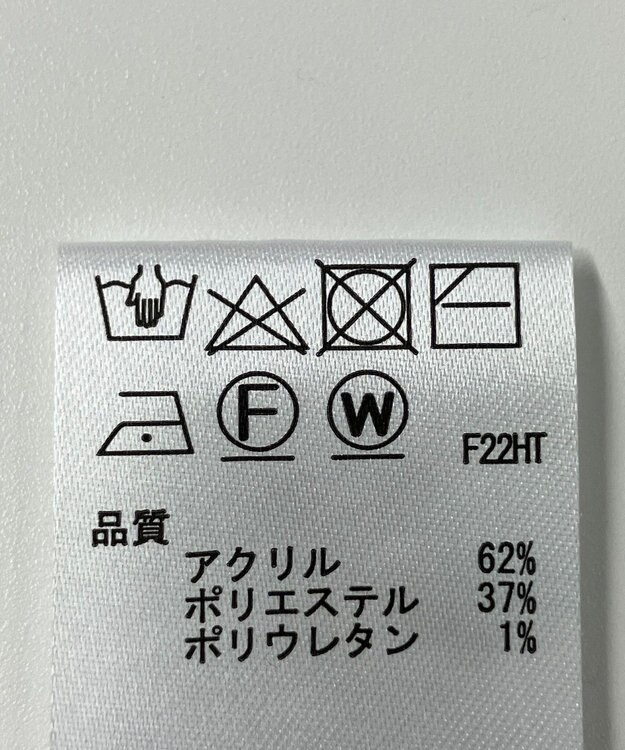 F
W
F22HT
品質
アクリル 62%
ポリエステル 37%
ポリウレタン 1%